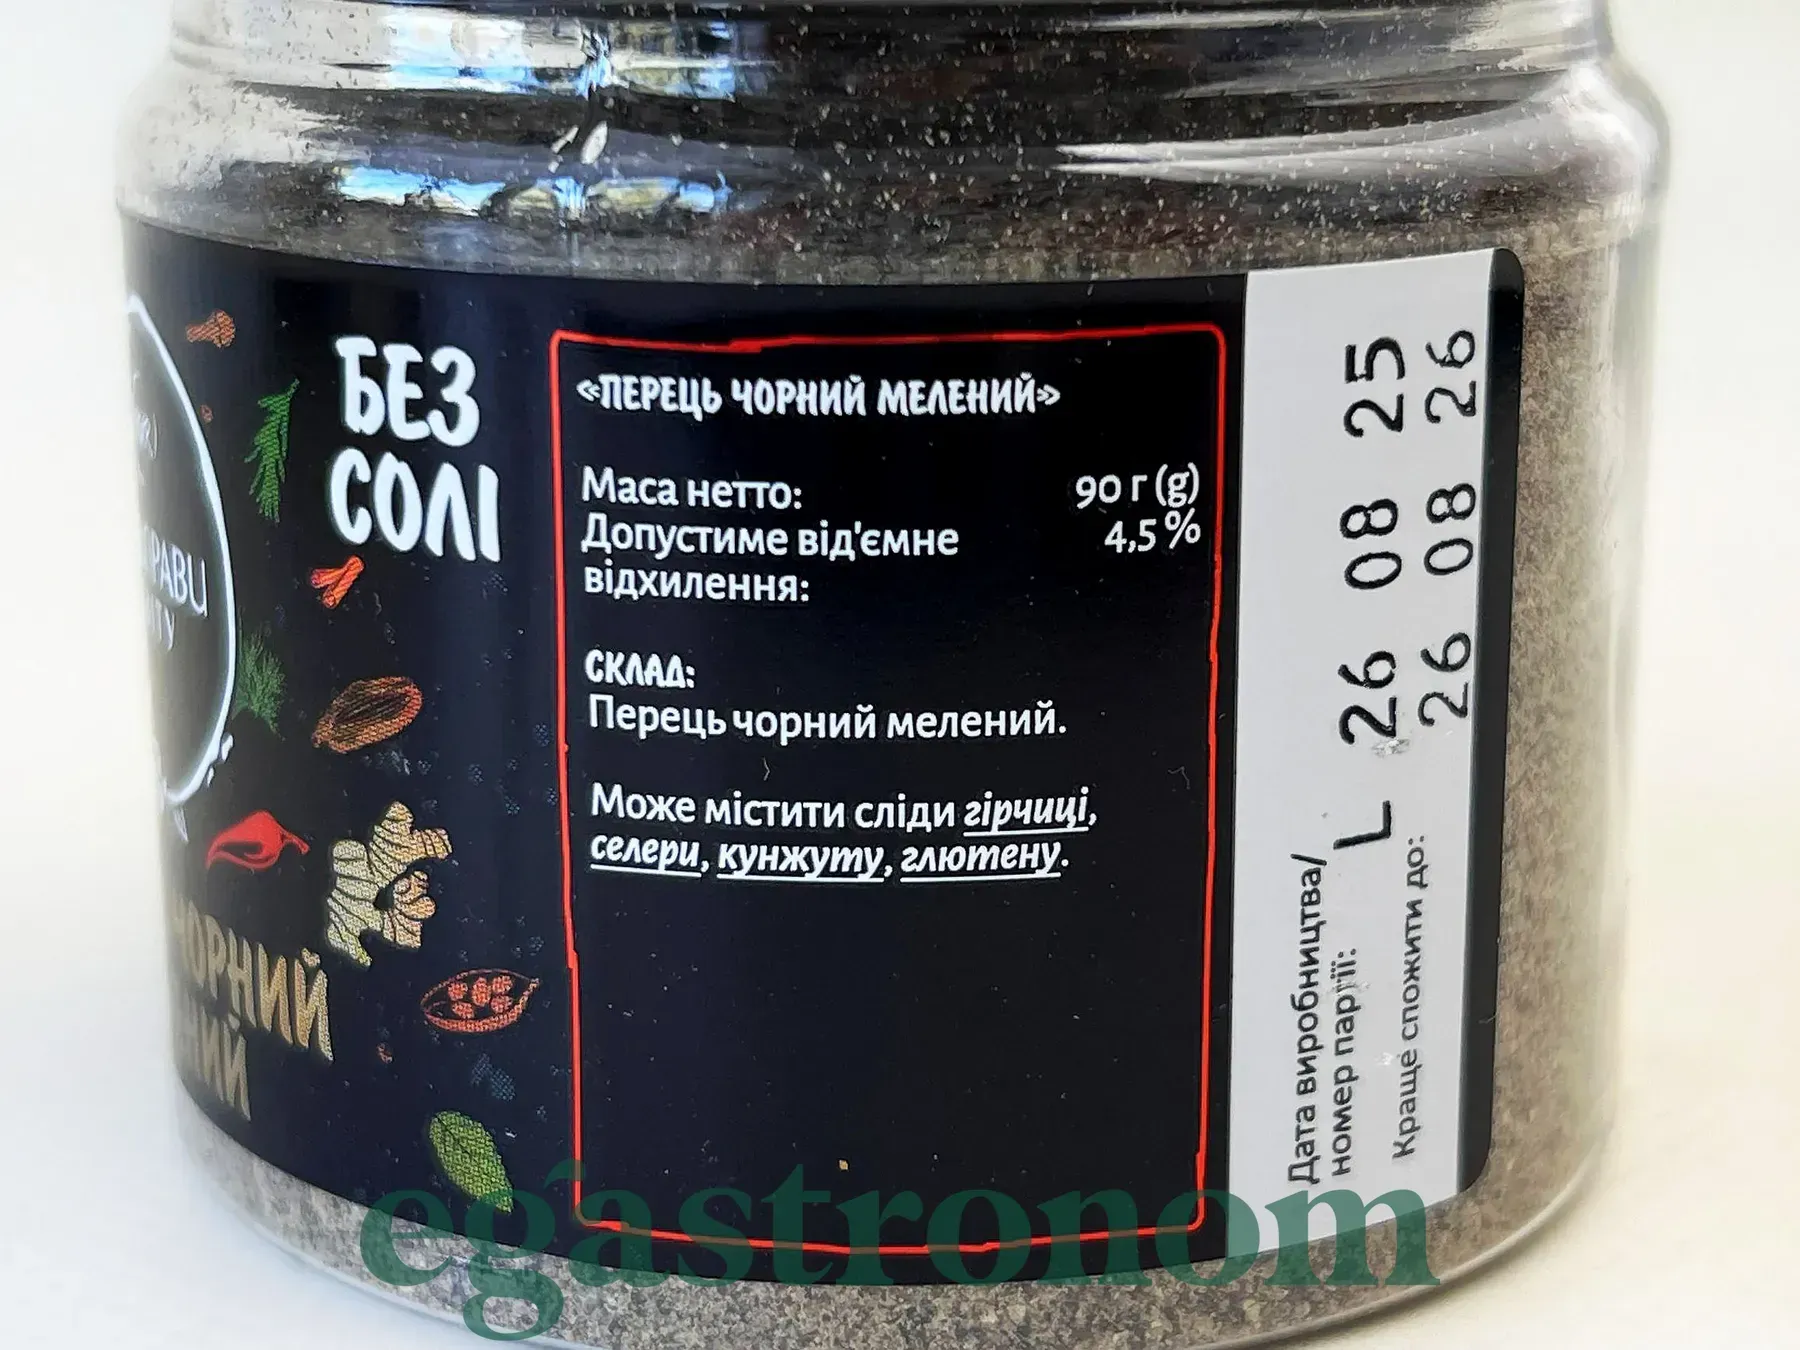 БЕЗ
СОЛІ
ЧОРНИЙ
«ПЕРЕЦЬ ЧОРНИЙ МЕЛЕНИЙ»
Маса нетто: 90 г (g)
Допустиме від'ємне 4,5 %
відхилення:
СКЛАД:
Перець чорний мелений.
Може містити сліди гірчиці,
селери, кунжуту, глютену.
Дата виробництва/
номер партії: L 26 08 25
Краще спожити до: 26 08 26
egastronom